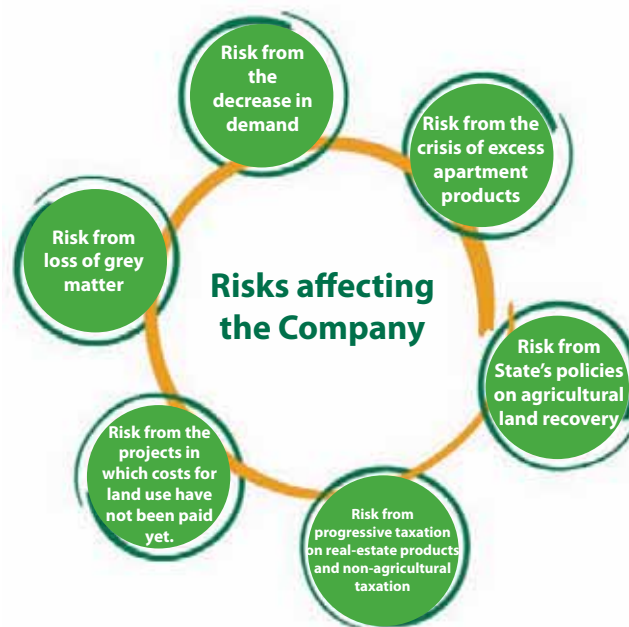 Risk from
the
decrease in
demand
Risk from the
crisis of excess
apartment
products
Risk from
loss of grey
matter
Risks affecting
the Company
Risk from
State's policies
on agricultural
land recovery
Risk from the
projects in
which costs for
land use have
not been paid
yet.
Risk from
progressive taxation
on real-estate products
and non-agricultural
taxation